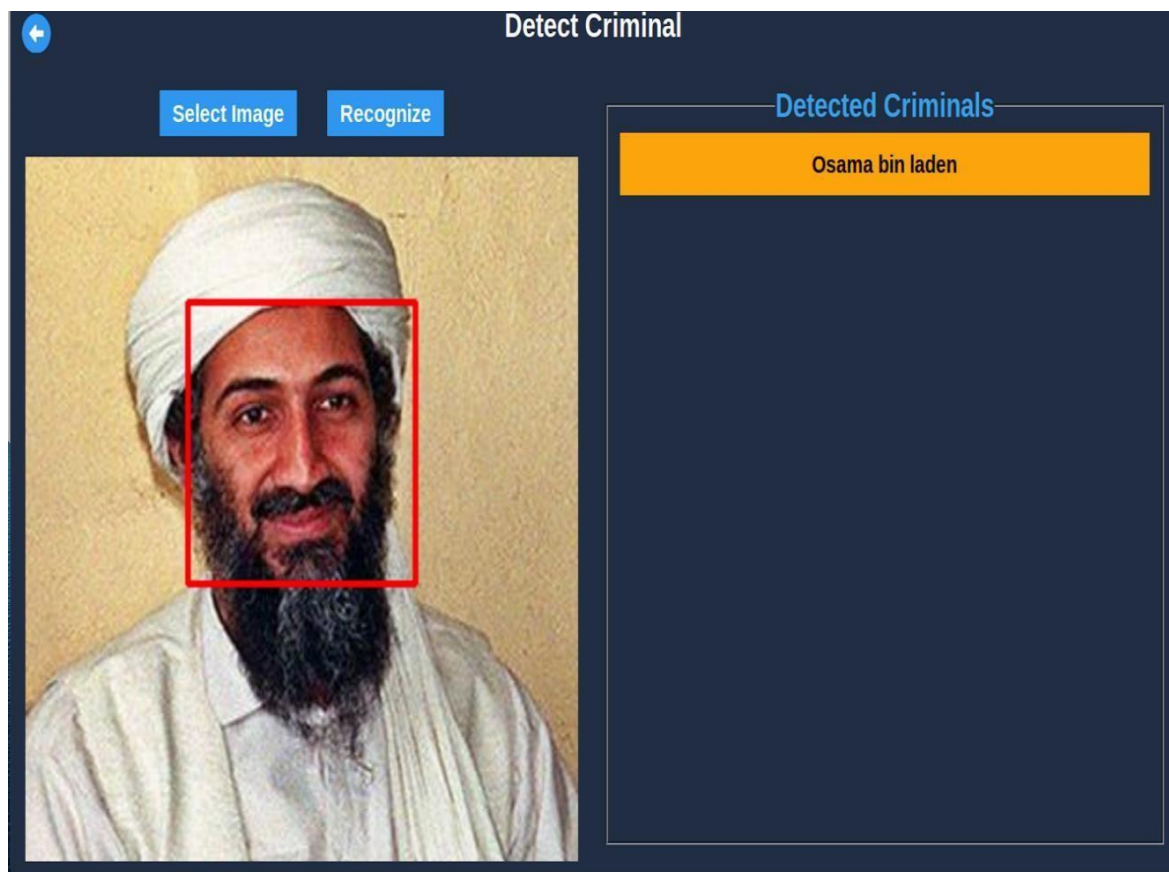 Detect Criminal
Select Image
Recognize
Detected Criminals
Osama bin laden